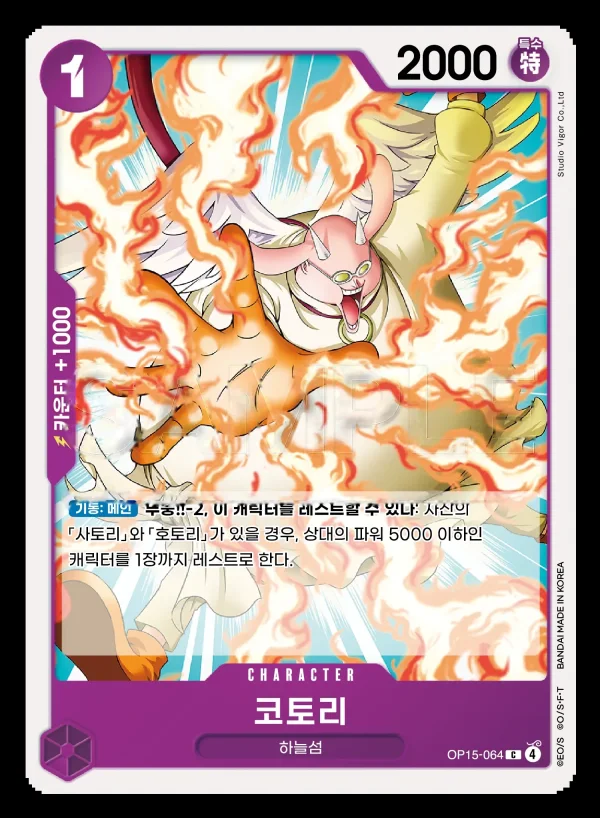 1
2000
특수
特
Studio Vigor Co.,Ltd
카운터 +1000
SAMPLE
기동: 메인 두웅!!-2, 이 캐릭터를 레스트할 수 있다: 자신의
「사토리」와 「호토리」가 있을 경우, 상대의 파워 5000 이하인
캐릭터를 1장까지 레스트로 한다.
CHARACTER
코토리
하늘섬
OP15-064 C 4
©EO/S ©O/S·F·T BANDAI MADE IN KOREA